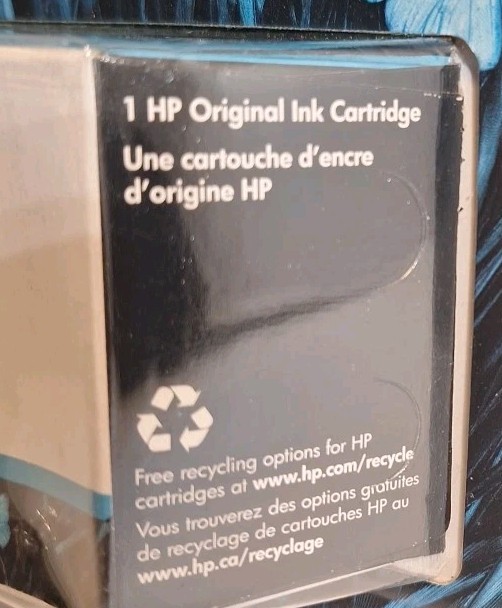 1 HP Original Ink Cartridge
Une cartouche d'encre
d'origine HP
Free recycling options for HP
cartridges at www.hp.com/recycle
Vous trouverez des options gratuites
de recyclage de cartouches HP au
www.hp.ca/recyclage